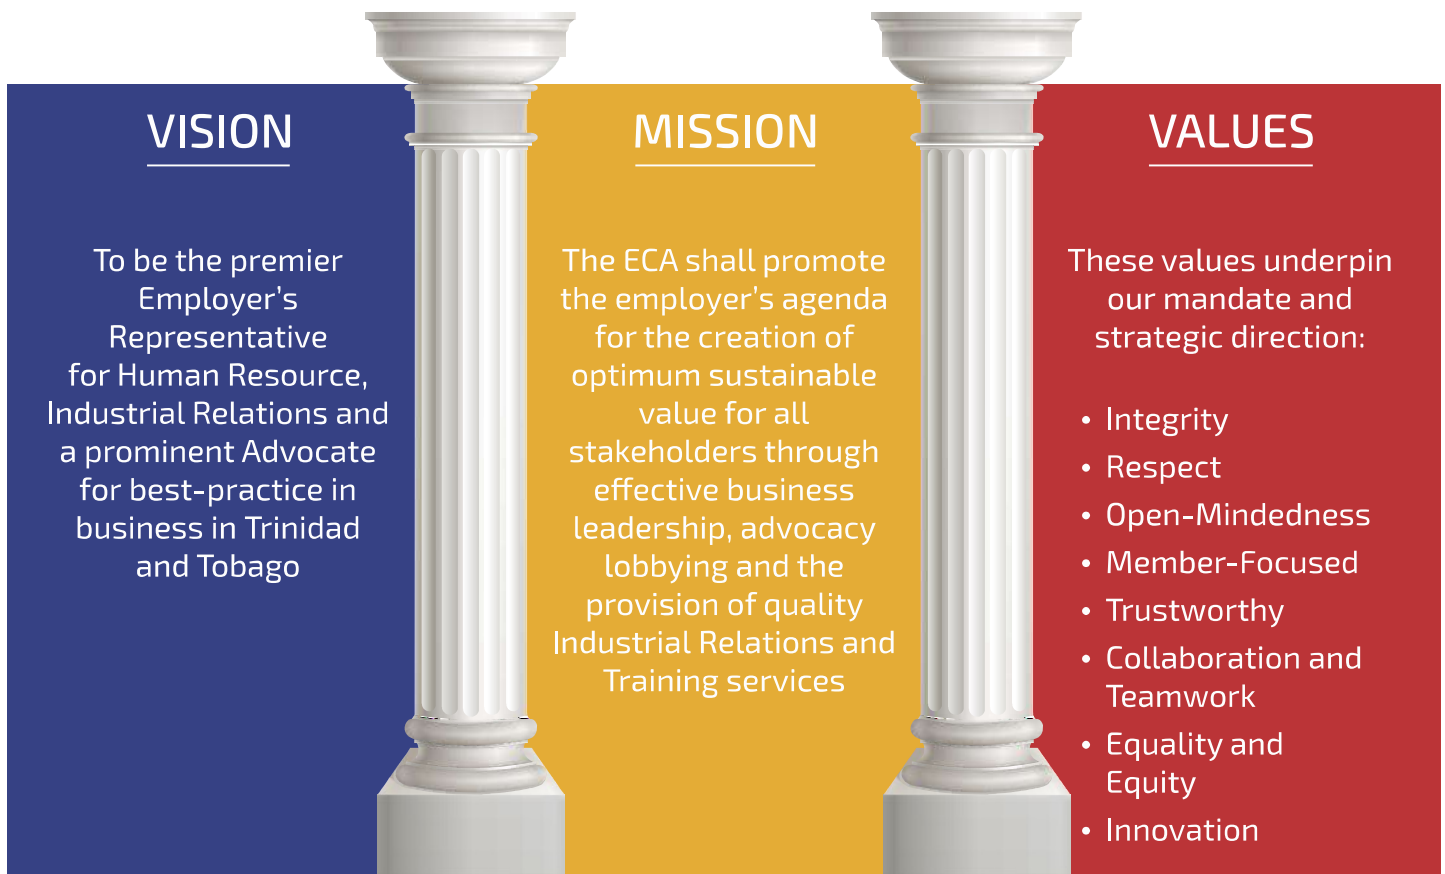 VISION
To be the premier
Employer's
Representative
for Human Resource,
Industrial Relations and
a prominent Advocate
for best-practice in
business in Trinidad
and Tobago
MISSION
The ECA shall promote
the employer's agenda
for the creation of
optimum sustainable
value for all
stakeholders through
effective business
leadership, advocacy
lobbying and the
provision of quality
Industrial Relations and
Training services
VALUES
These values underpin
our mandate and
strategic direction:
• Integrity
• Respect
• Open-Mindedness
• Member-Focused
• Trustworthy
• Collaboration and
Teamwork
• Equality and
Equity
• Innovation